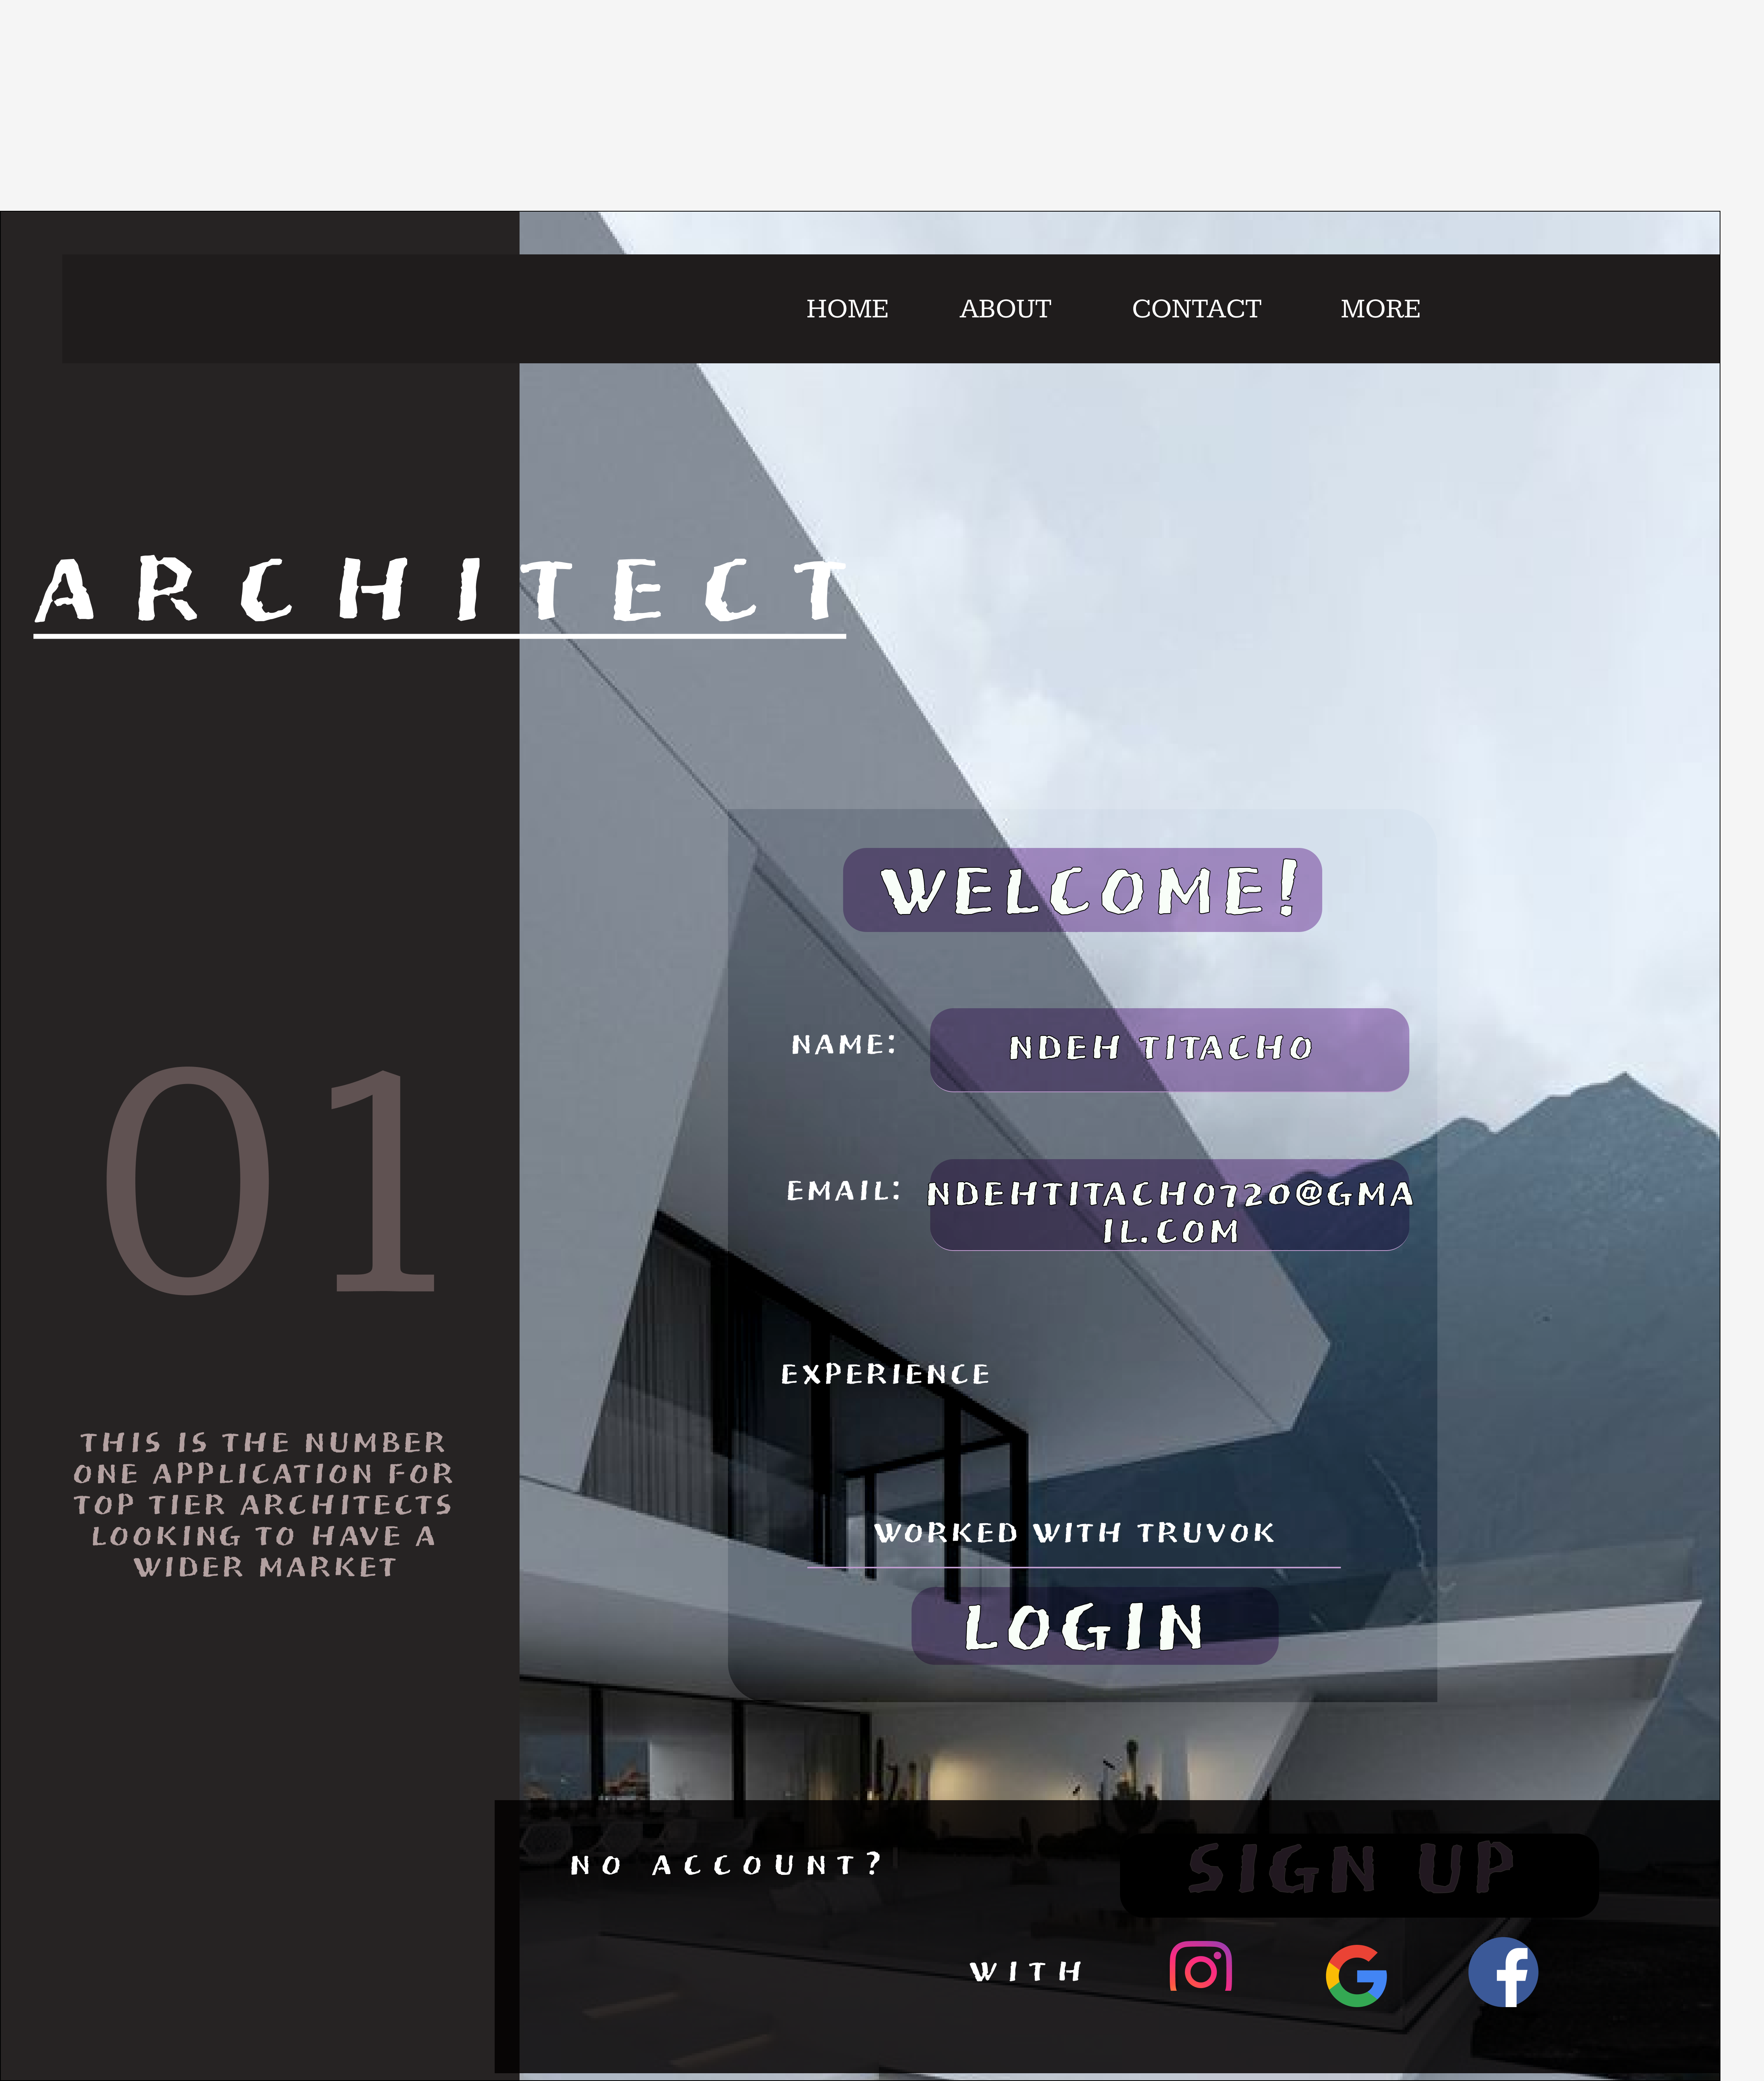 HOME ABOUT CONTACT MORE
ARCHITECT
WELCOME!
NAME: NDEH TITACHO
EMAIL: NDEHTITACHO720@GMA
IL.COM
01
EXPERIENCE
THIS IS THE NUMBER
ONE APPLICATION FOR
TOP TIER ARCHITECTS
LOOKING TO HAVE A
WIDER MARKET
WORKED WITH TRUVOK
LOGIN
NO ACCOUNT? SIGN UP
WITH